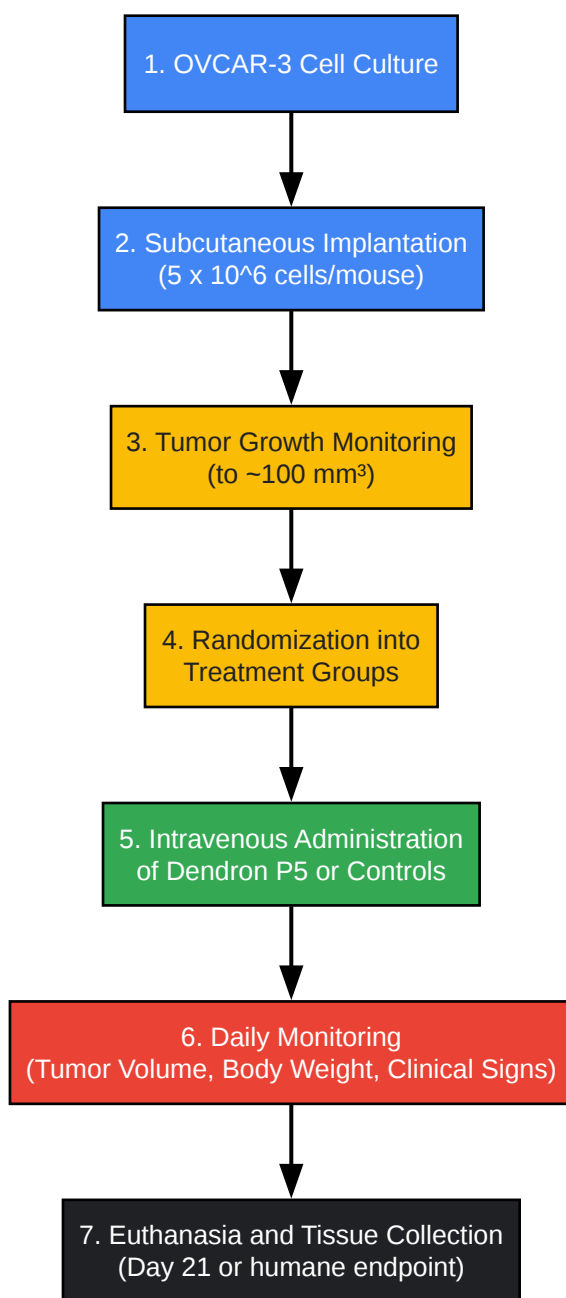 1. OVCAR-3 Cell Culture
2. Subcutaneous Implantation
(5 x 10^6 cells/mouse)
3. Tumor Growth Monitoring
(to ~100 mm³)
4. Randomization into
Treatment Groups
5. Intravenous Administration
of Dendron P5 or Controls
6. Daily Monitoring
(Tumor Volume, Body Weight, Clinical Signs)
7. Euthanasia and Tissue Collection
(Day 21 or humane endpoint)